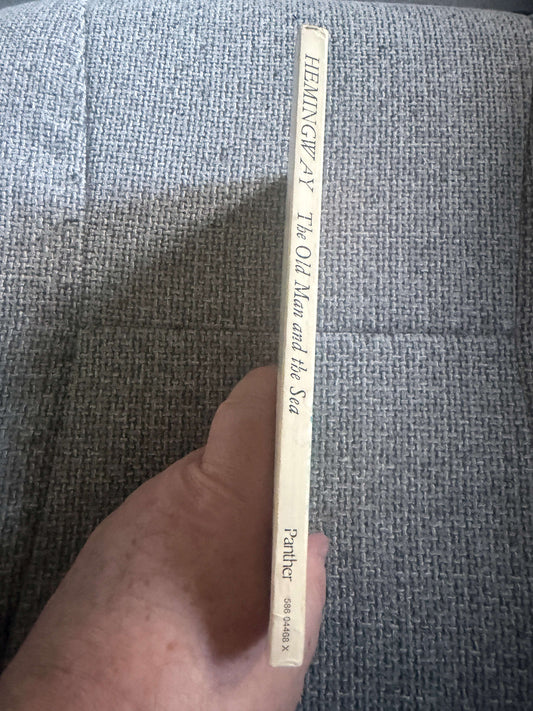 HEMINGWAY The Old Man and the Sea Panther 586 04468 X